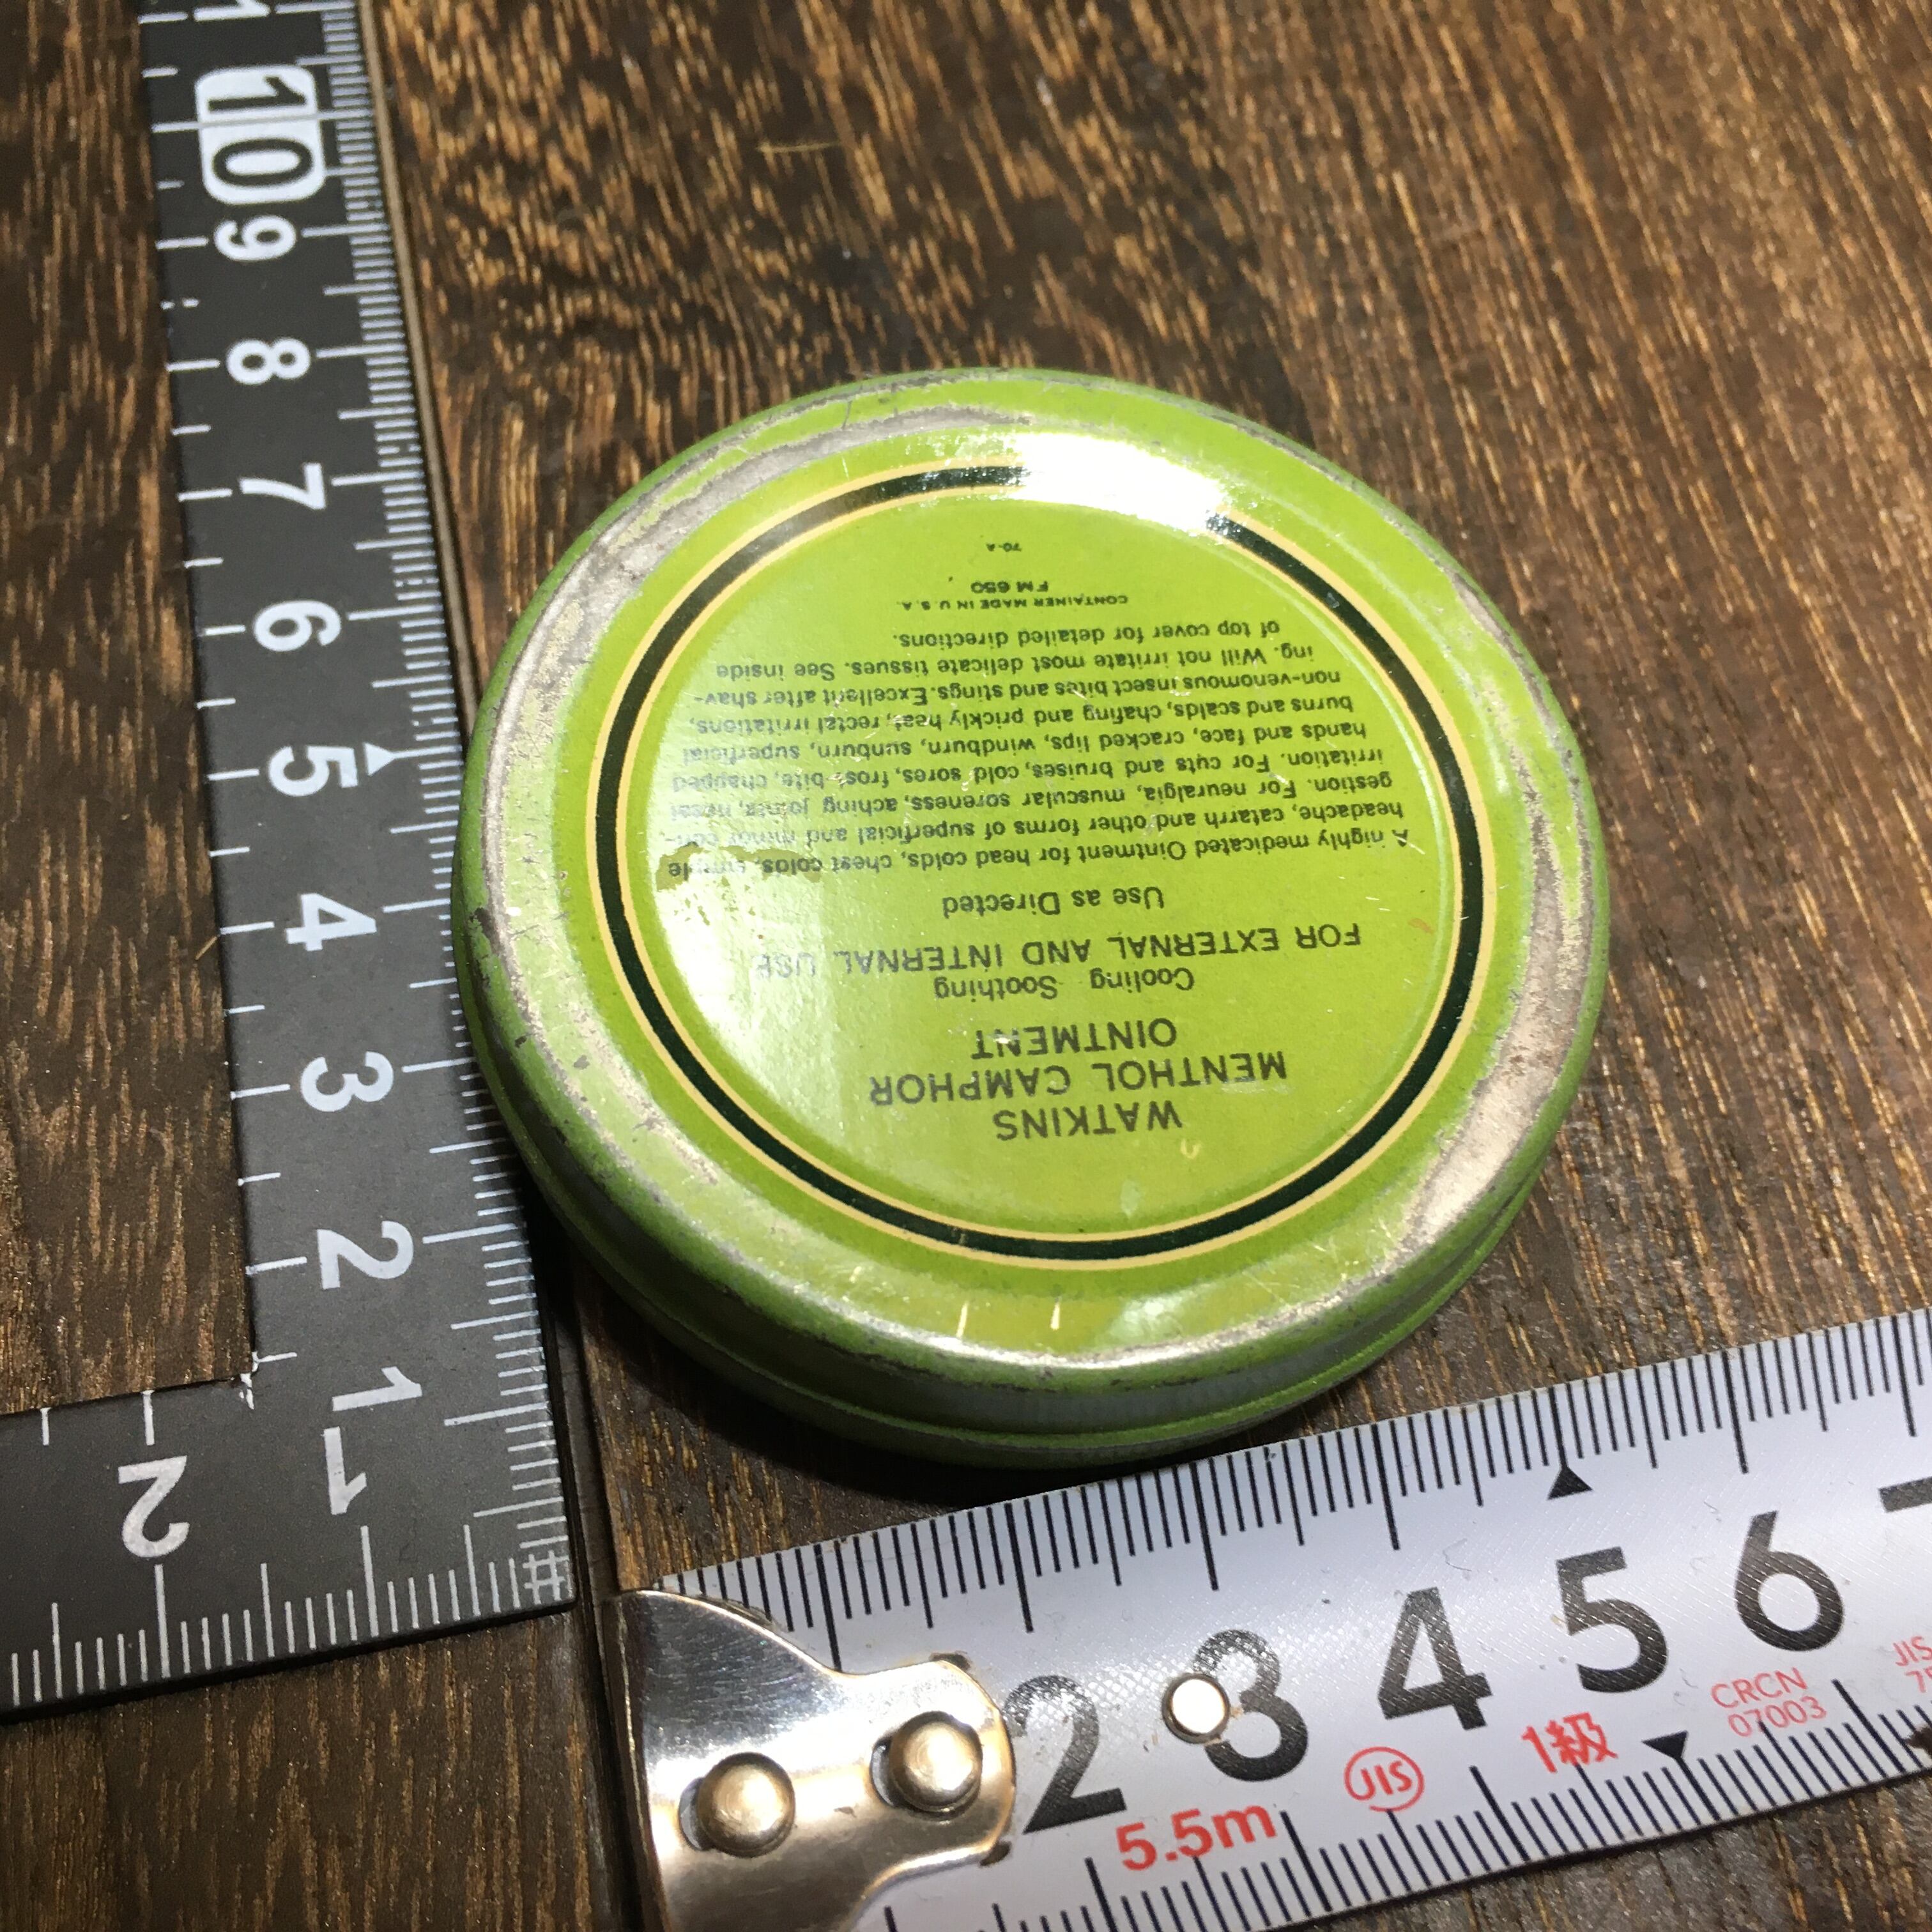 WATKINS
MENTHOL CAMPHOR
OINTMENT
Cooling Soothing
FOR EXTERNAL AND INTERNAL USE
Use as Directed
A highly medicated Ointment for head colds, chest colds, simple
headache, catarrh and other forms of superficial and minor con-
gestion. For neuralgia, muscular soreness, aching joints, nasal
irritation. For cuts and bruises, cold sores, frost bite, chapped
hands and face, cracked lips, windburn, sunburn, superficial
burns and scalds, chafing and prickly heat, rectal irritations,
non-venomous insect bites and stings. Excellent after shav-
ing. Will not irritate most delicate tissues. See inside
of top cover for detailed directions.
CONTAINER MADE IN U.S.A.
FM 650
70-A
10
9
8
7
6
5
4
3
2
1
1
2
2 3 4 5 6
5.5m
JIS
1級
CRCN
07003
JIS